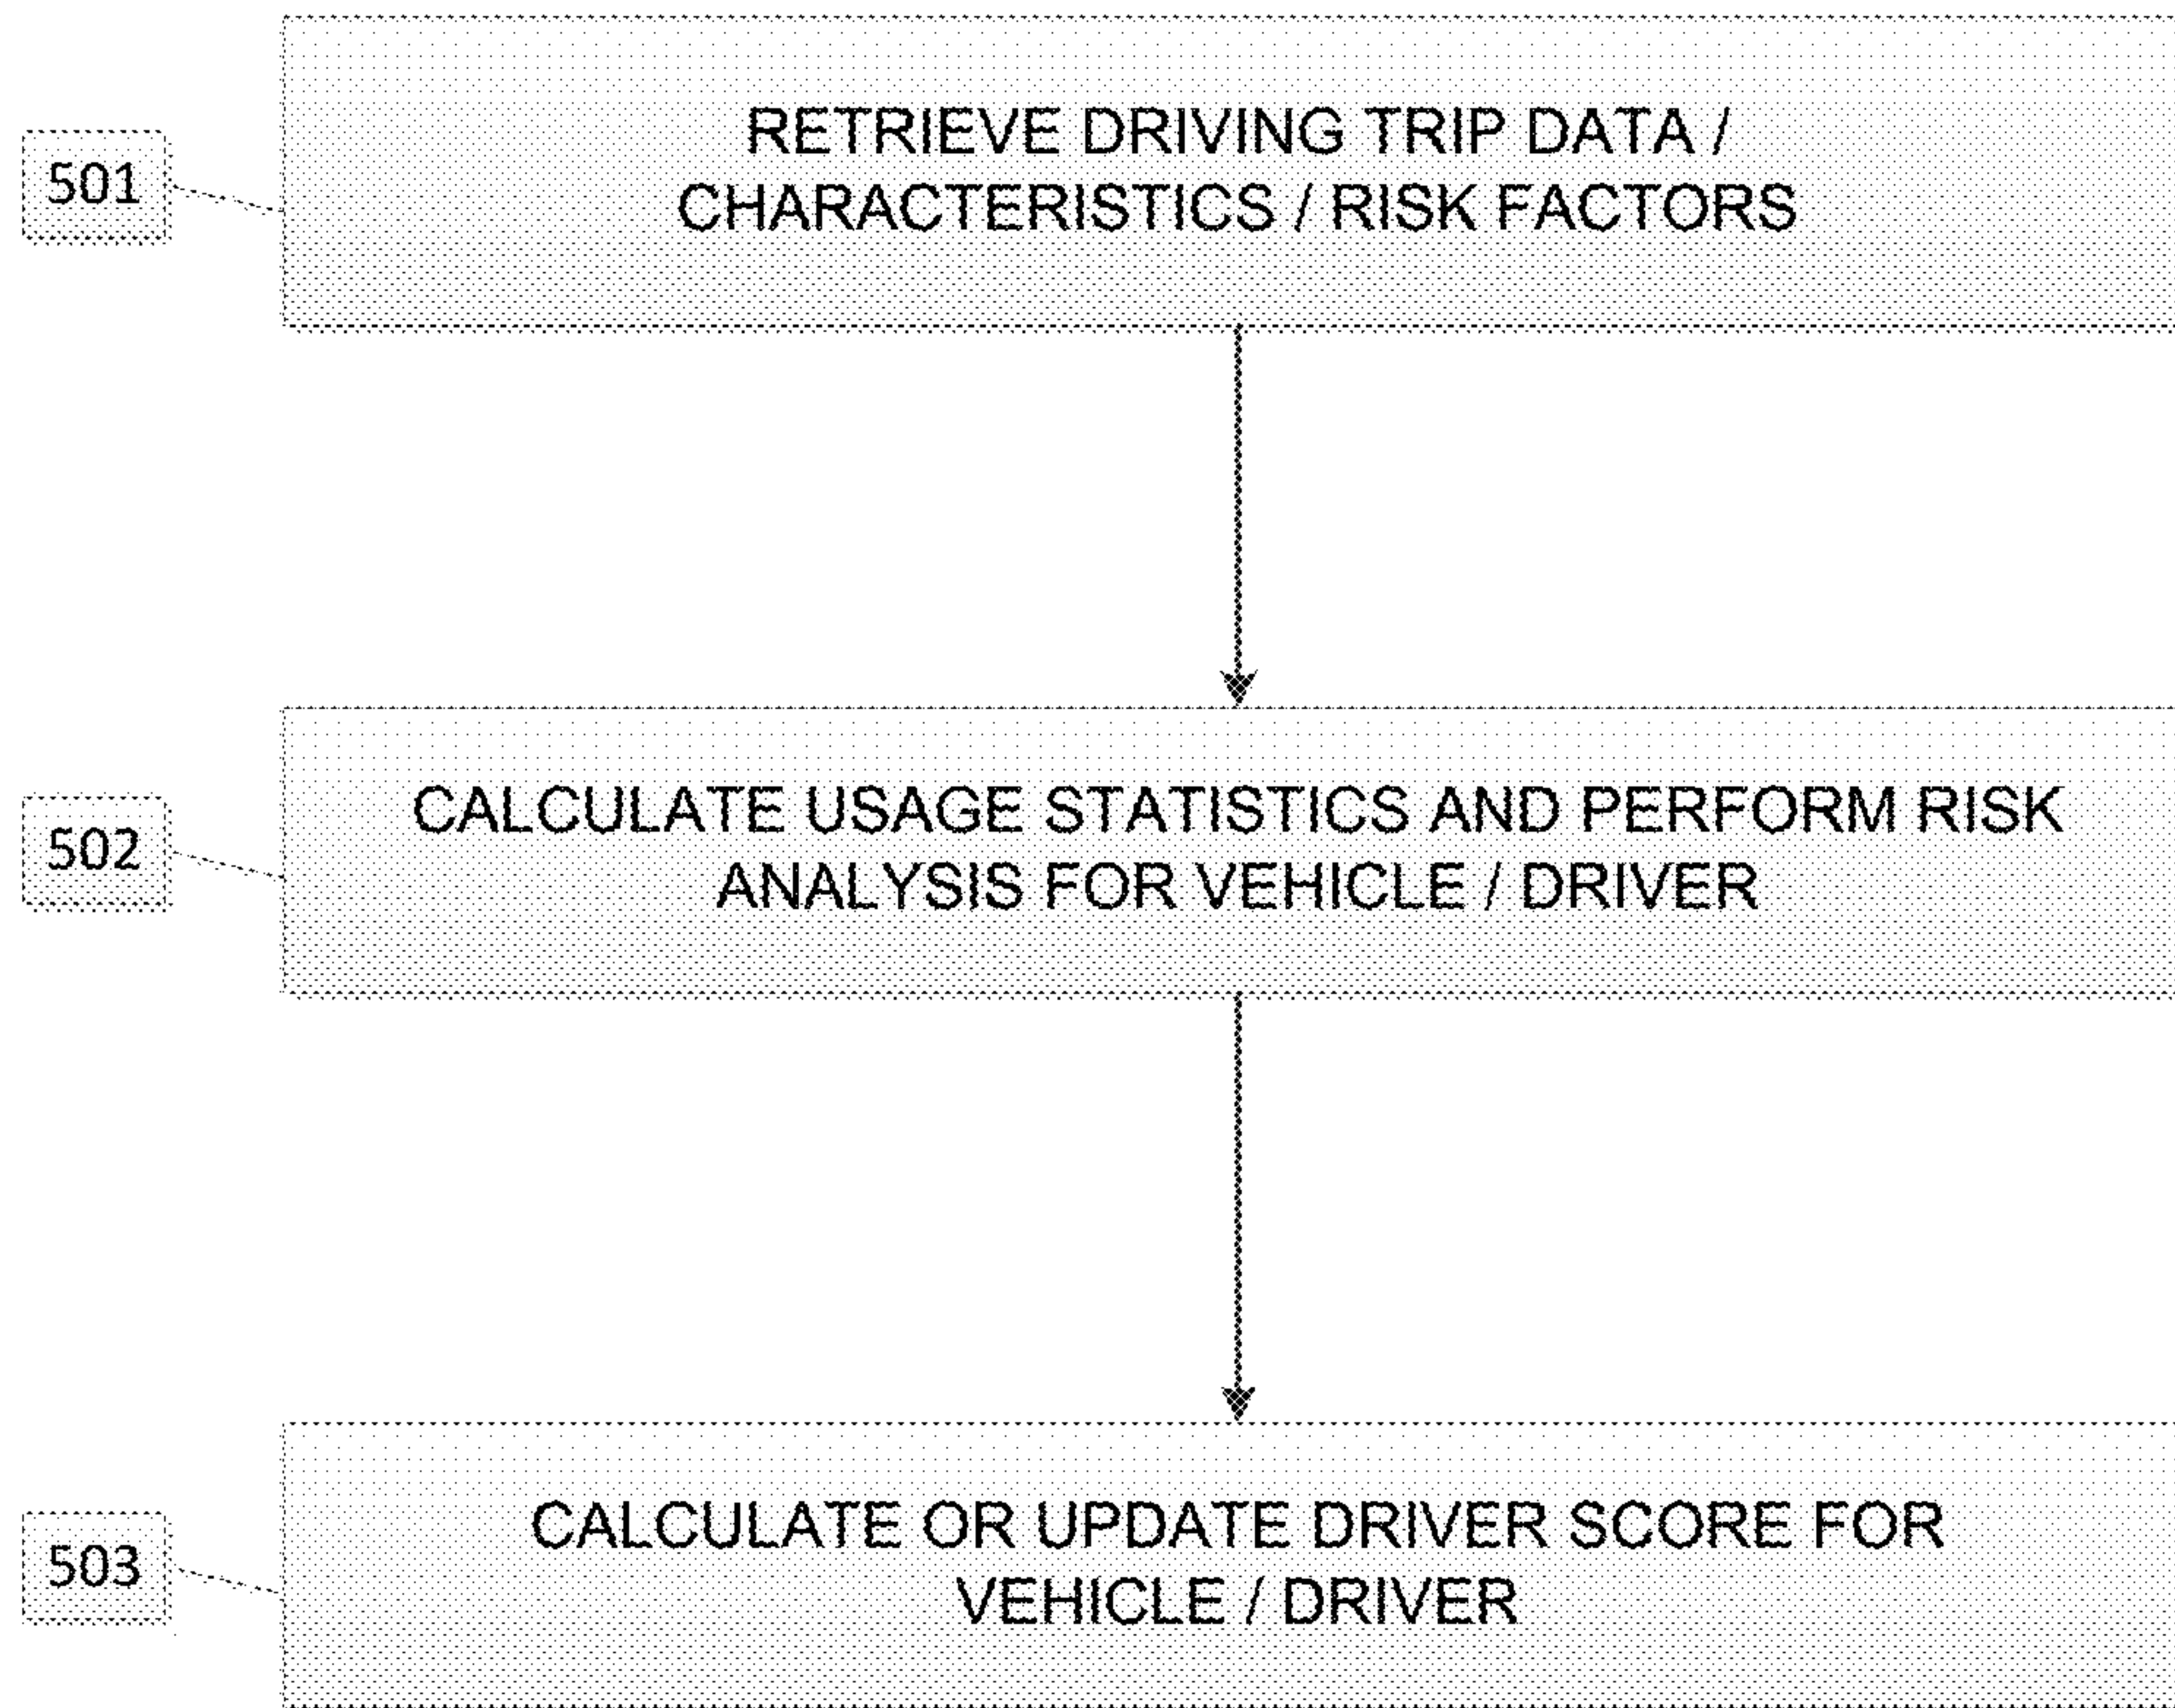 501
RETRIEVE DRIVING TRIP DATA /
CHARACTERISTICS / RISK FACTORS
502
CALCULATE USAGE STATISTICS AND PERFORM RISK
ANALYSIS FOR VEHICLE / DRIVER
503
CALCULATE OR UPDATE DRIVER SCORE FOR
VEHICLE / DRIVER